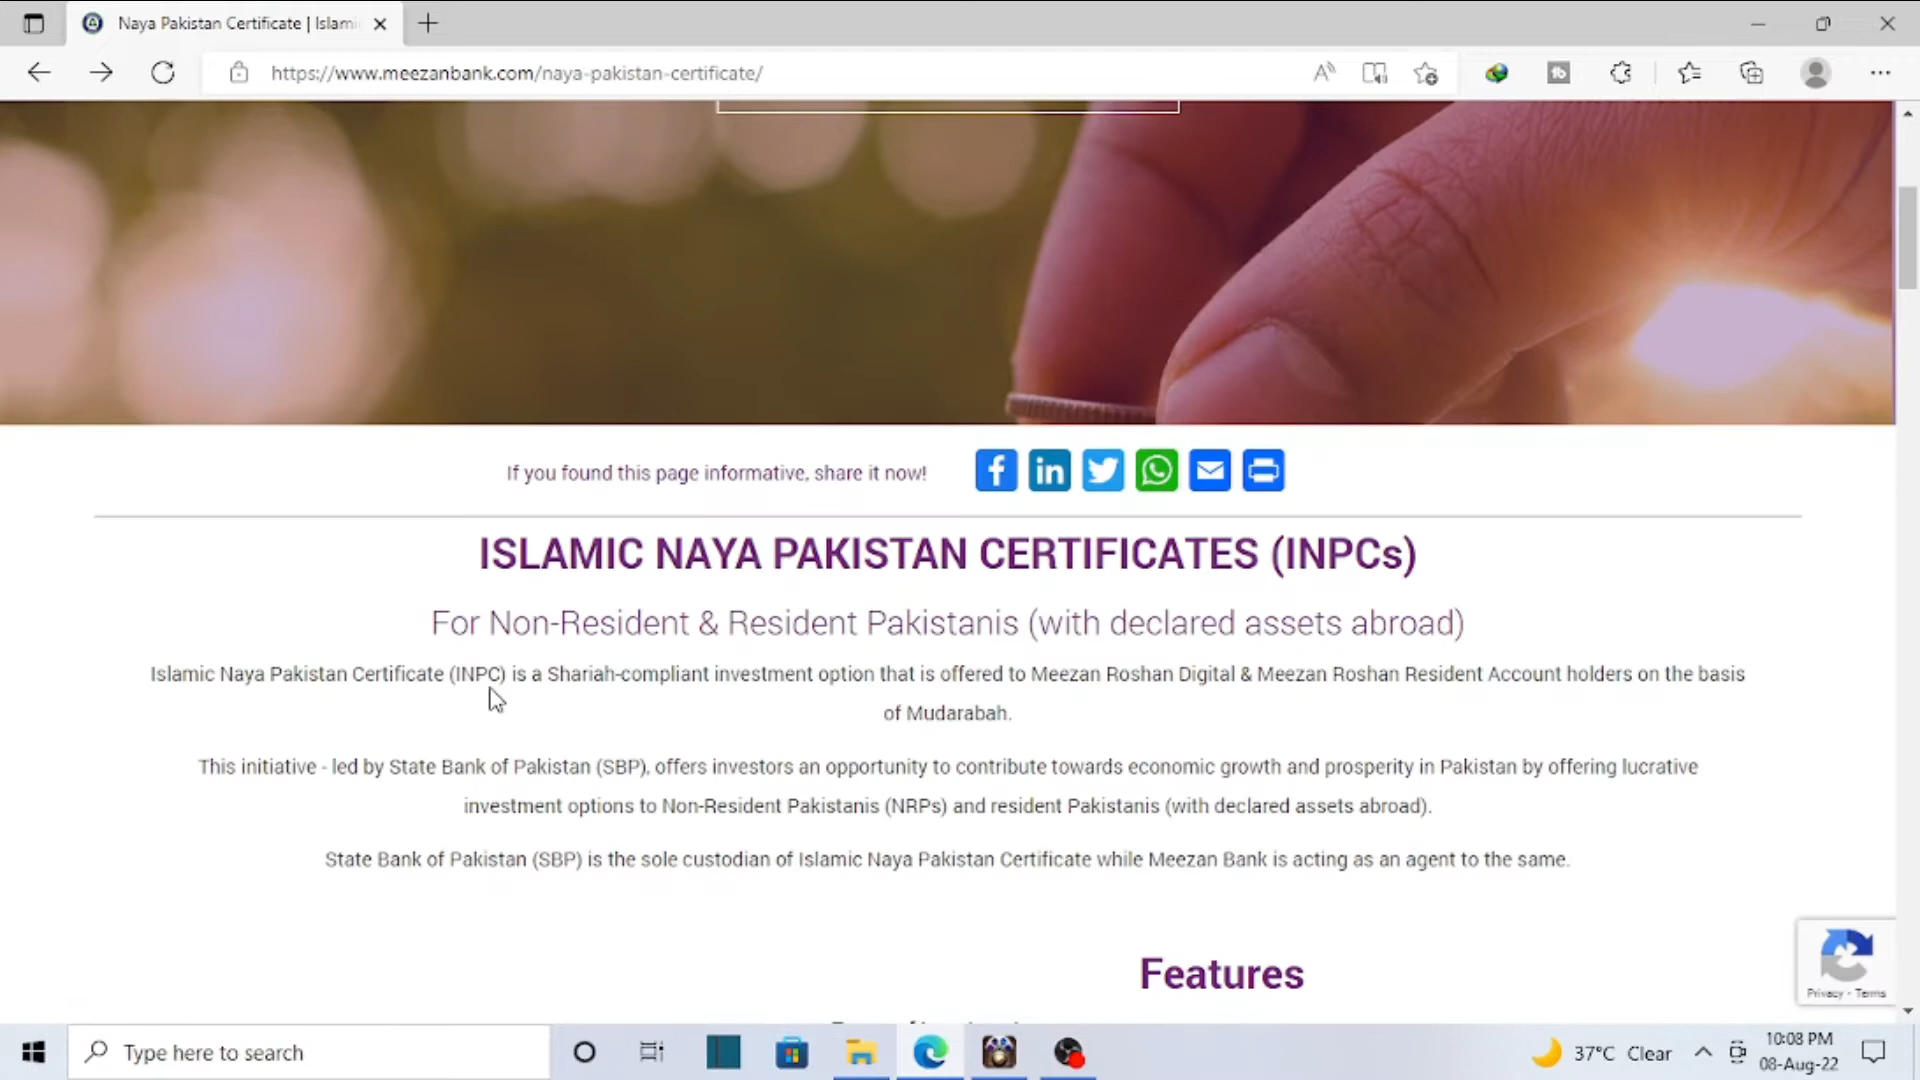 Naya Pakistan Certificate | Islami
https://www.meezanbank.com/naya-pakistan-certificate/
If you found this page informative, share it now!
ISLAMIC NAYA PAKISTAN CERTIFICATES (INPCs)
For Non-Resident & Resident Pakistanis (with declared assets abroad)
Islamic Naya Pakistan Certificate (INPC) is a Shariah-compliant investment option that is offered to Meezan Roshan Digital & Meezan Roshan Resident Account holders on the basis
of Mudarabah.
This initiative - led by State Bank of Pakistan (SBP), offers investors an opportunity to contribute towards economic growth and prosperity in Pakistan by offering lucrative
investment options to Non-Resident Pakistanis (NRPs) and resident Pakistanis (with declared assets abroad).
State Bank of Pakistan (SBP) is the sole custodian of Islamic Naya Pakistan Certificate while Meezan Bank is acting as an agent to the same.
Features
Privacy - Terms
Type here to search
37°C Clear
10:08 PM
08-Aug-22